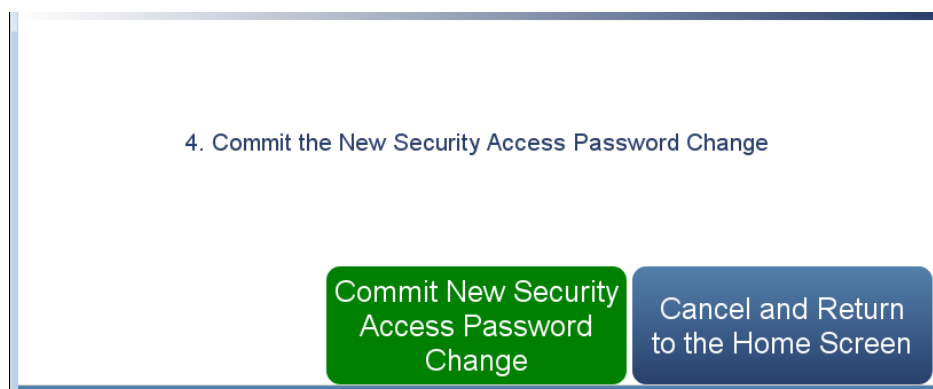 4. Commit the New Security Access Password Change
Commit New Security
Access Password
Change
Cancel and Return
to the Home Screen